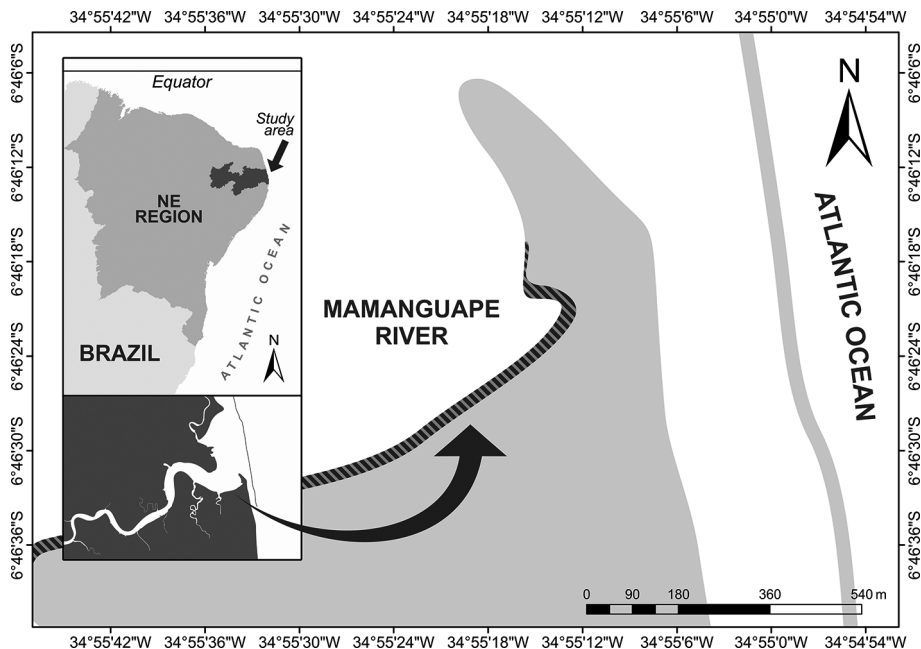 34°55'42"W 34°55'36"W 34°55'30"W 34°55'24"W 34°55'18"W 34°55'12"W 34°55'6"W 34°55'0"W 34°54'54"W
6°46'6"S
6°46'12"S
6°46'18"S
6°46'24"S
6°46'30"S
6°46'36"S
Equator
Study
area
NE
REGION
ATLANTIC OCEAN
BRAZIL
N
MAMANGUAPE
RIVER
N
ATLANTIC OCEAN
0 90 180 360 540 m
6°46'6"S
6°46'12"S
6°46'18"S
6°46'24"S
6°46'30"S
6°46'36"S
34°55'42"W 34°55'36"W 34°55'30"W 34°55'24"W 34°55'18"W 34°55'12"W 34°55'6"W 34°55'0"W 34°54'54"W